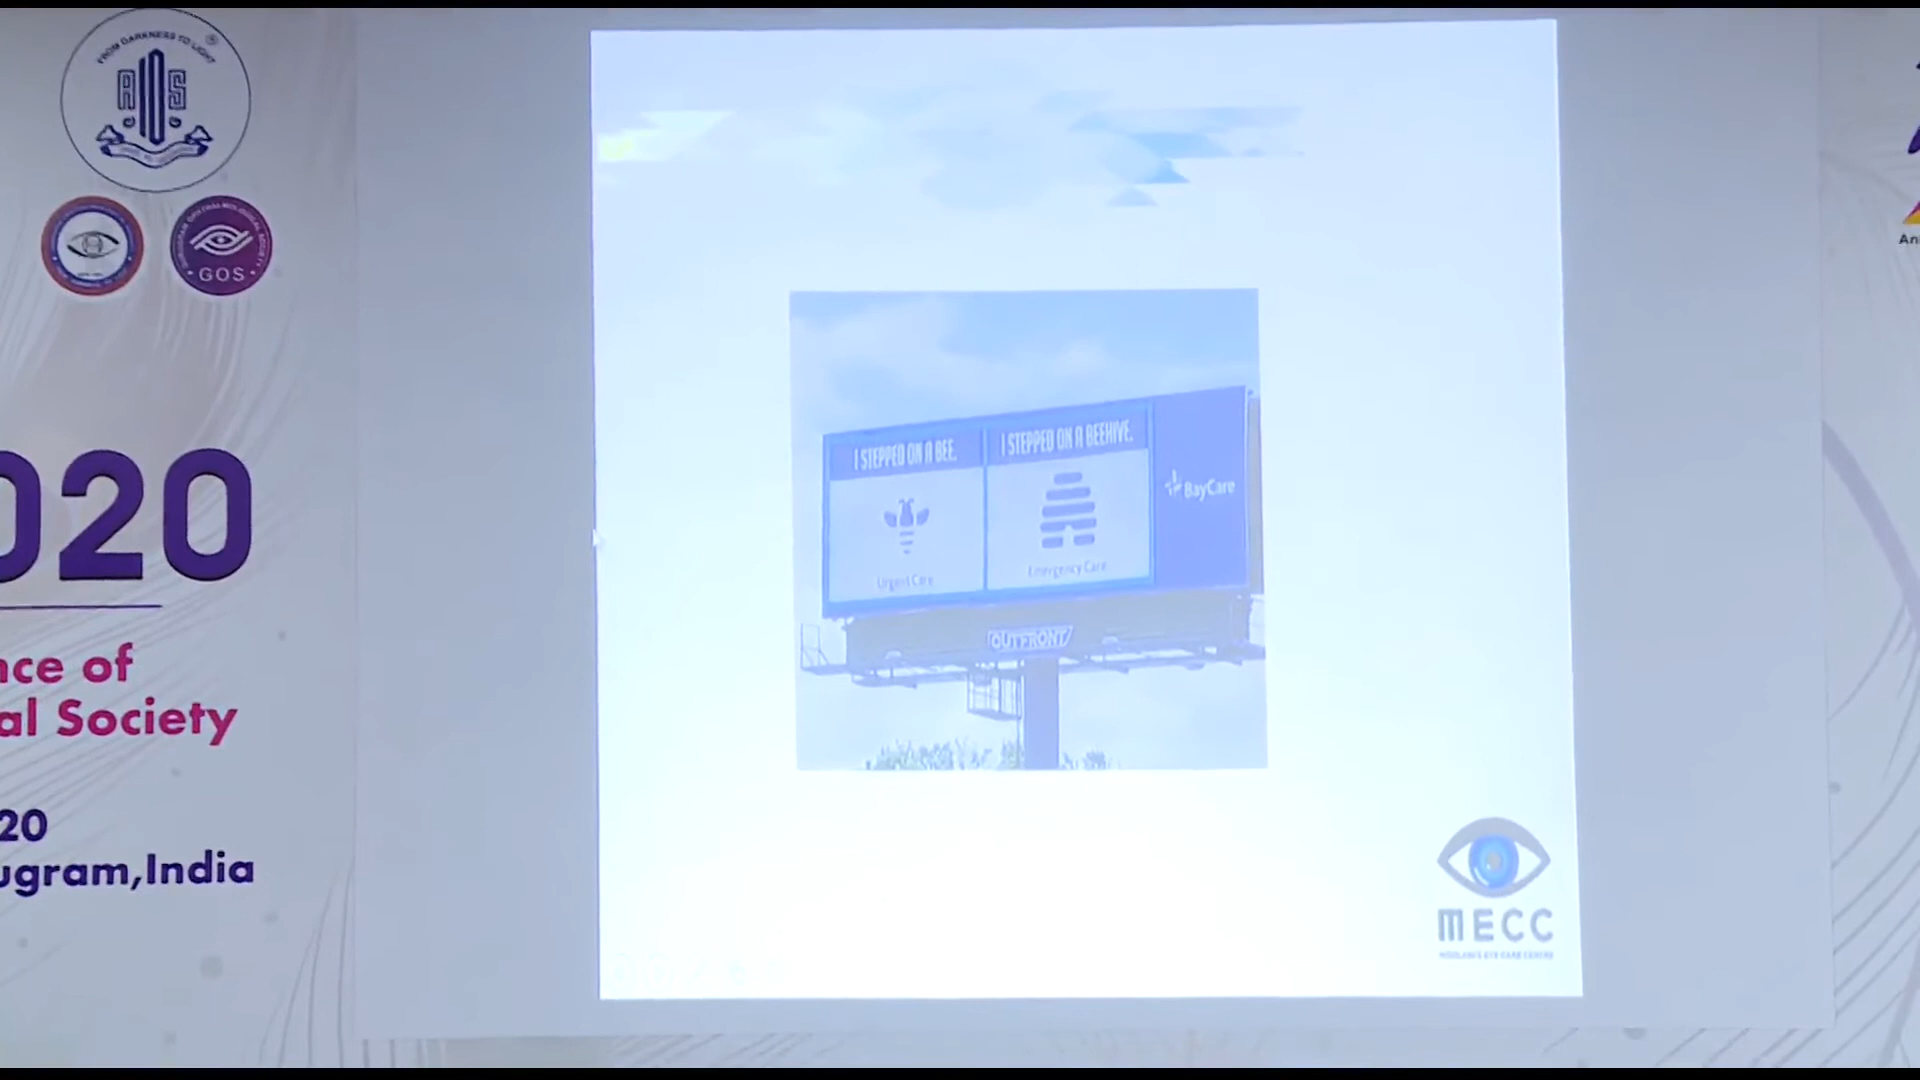 FROM DARKNESS TO LIGHT
AIOS
GOS
020
nce of
al Society
20
ugram,India
I STEPPED ON A BEE.
I STEPPED ON A BEEHIVE.
Urgent Care
Emergency Care
BayCare
OUTFRONT
MECC
An